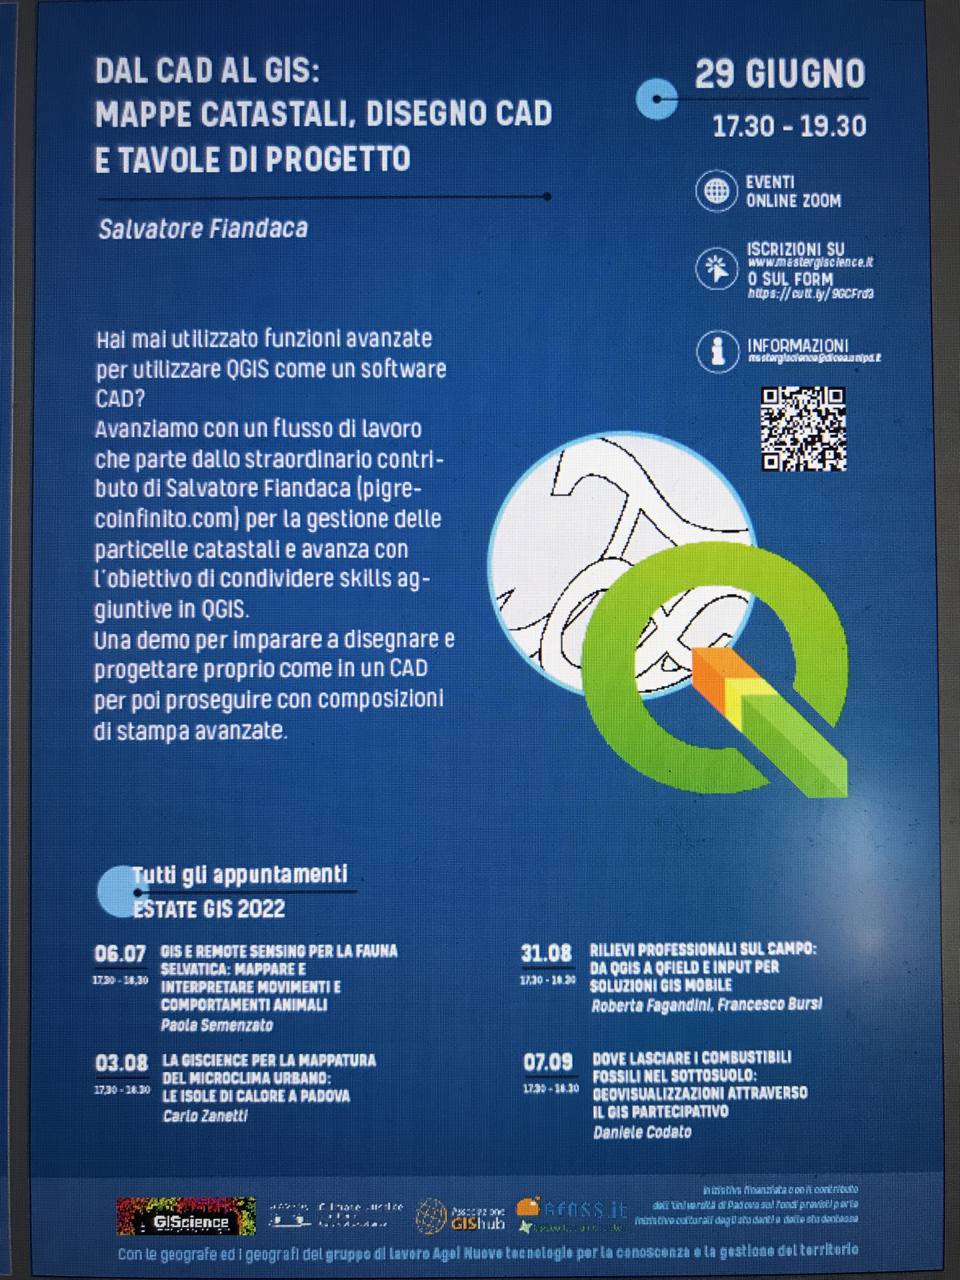 DAL CAD AL GIS:
MAPPE CATASTALI, DISEGNO CAD
E TAVOLE DI PROGETTO
Salvatore Fiandaca
29 GIUGNO
17.30 - 19.30
EVENTI
ONLINE ZOOM
ISCRIZIONI SU
www.mastergiscience.it
O SUL FORM
https://cutt.ly/9GCFrd3
INFORMAZIONI
mastergiscience@dicea.unipd.it
Hai mai utilizzato funzioni avanzate
per utilizzare QGIS come un software
CAD?
Avanziamo con un flusso di lavoro
che parte dallo straordinario contri-
buto di Salvatore Fiandaca (pigre-
coinfinito.com) per la gestione delle
particelle catastali e avanza con
l'obiettivo di condividere skills ag-
giuntive in QGIS.
Una demo per imparare a disegnare e
progettare proprio come in un CAD
per poi proseguire con composizioni
di stampa avanzate.
Tutti gli appuntamenti
ESTATE GIS 2022
06.07
17.30 - 18.30
GIS E REMOTE SENSING PER LA FAUNA
SELVATICA: MAPPARE E
INTERPRETARE MOVIMENTI E
COMPORTAMENTI ANIMALI
Paola Semenzato
03.08
17.30 - 18.30
LA GISCIENCE PER LA MAPPATURA
DEL MICROCLIMA URBANO:
LE ISOLE DI CALORE A PADOVA
Carlo Zanetti
31.08
17.30 - 18.30
RILIEVI PROFESSIONALI SUL CAMPO:
DA QGIS A QFIELD E INPUT PER
SOLUZIONI GIS MOBILE
Roberta Fagandini, Francesco Bursi
07.09
17.30 - 18.30
DOVE LASCIARE I COMBUSTIBILI
FOSSILI NEL SOTTOSUOLO:
GEOVISUALIZZAZIONI ATTRAVERSO
IL GIS PARTECIPATIVO
Daniele Codato
GIScience
Climate Justice
Associazione
GIShub
Gfoss.it
Iniziativa finanziata con il contributo
dell'Università di Padova sui fondi previsti per le
iniziative culturali degli studenti e delle studentesse
Con le geografe ed i geografi del gruppo di lavoro Agei Nuove tecnologie per la conoscenza e la gestione del territorio